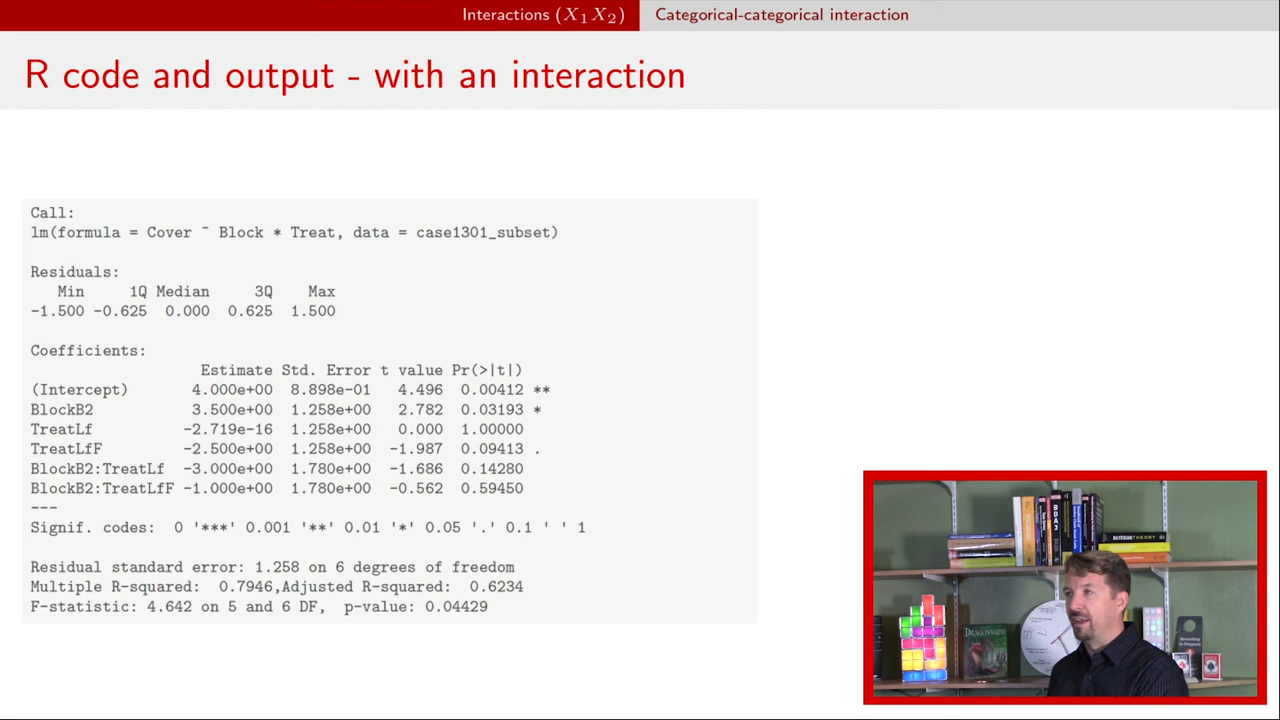 Interactions (X₁X₂) Categorical-categorical interaction
R code and output - with an interaction
Call:
lm(formula = Cover ~ Block * Treat, data = case1301_subset)
Residuals:
Min 1Q Median 3Q Max
-1.500 -0.625 0.000 0.625 1.500
Coefficients:
Estimate Std. Error t value Pr(>|t|)
(Intercept) 4.000e+00 8.898e-01 4.496 0.00412 **
BlockB2 3.500e+00 1.258e+00 2.782 0.03193 *
TreatLf -2.719e-16 1.258e+00 0.000 1.00000
TreatLfF -2.500e+00 1.258e+00 -1.987 0.09413 .
BlockB2:TreatLf -3.000e+00 1.780e+00 -1.686 0.14280
BlockB2:TreatLfF -1.000e+00 1.780e+00 -0.562 0.59450
---
Signif. codes: 0 '***' 0.001 '**' 0.01 '*' 0.05 '.' 0.1 ' ' 1
Residual standard error: 1.258 on 6 degrees of freedom
Multiple R-squared: 0.7946,Adjusted R-squared: 0.6234
F-statistic: 4.642 on 5 and 6 DF, p-value: 0.04429
BDA3
BAYESIAN THEORY
DRAGONWARD